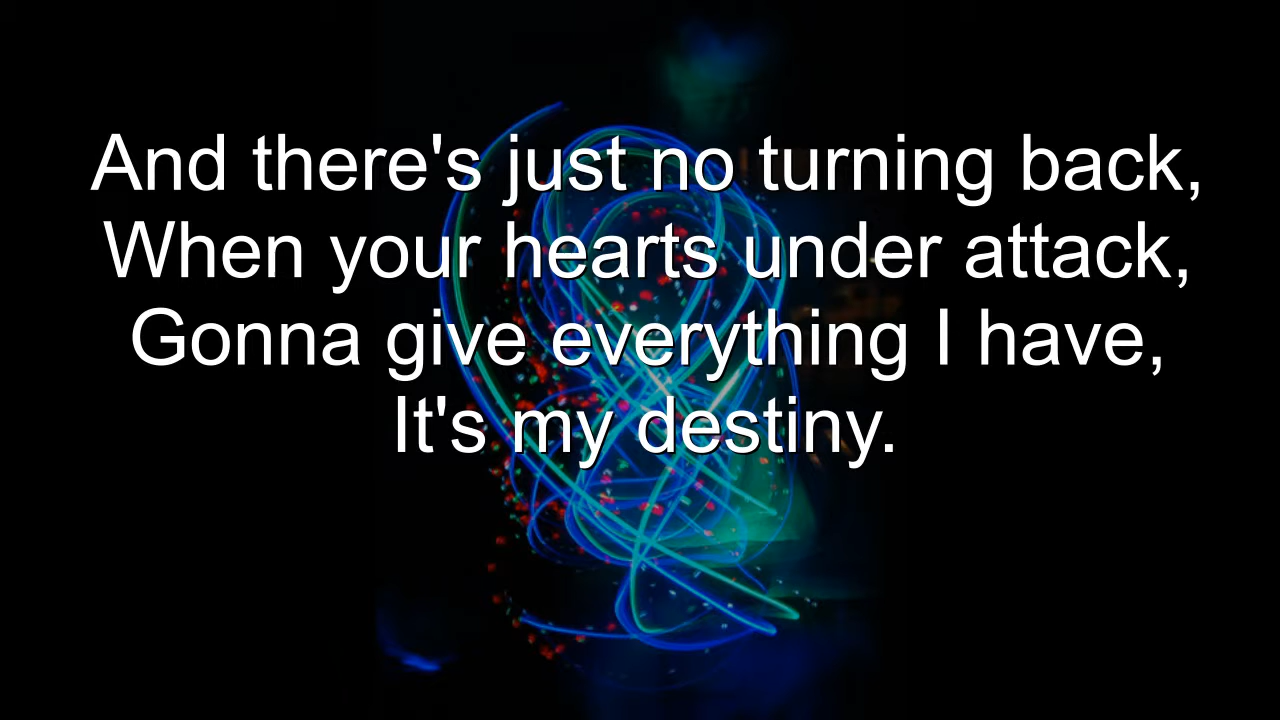 And there's just no turning back,
When your hearts under attack,
Gonna give everything I have,
It's my destiny.